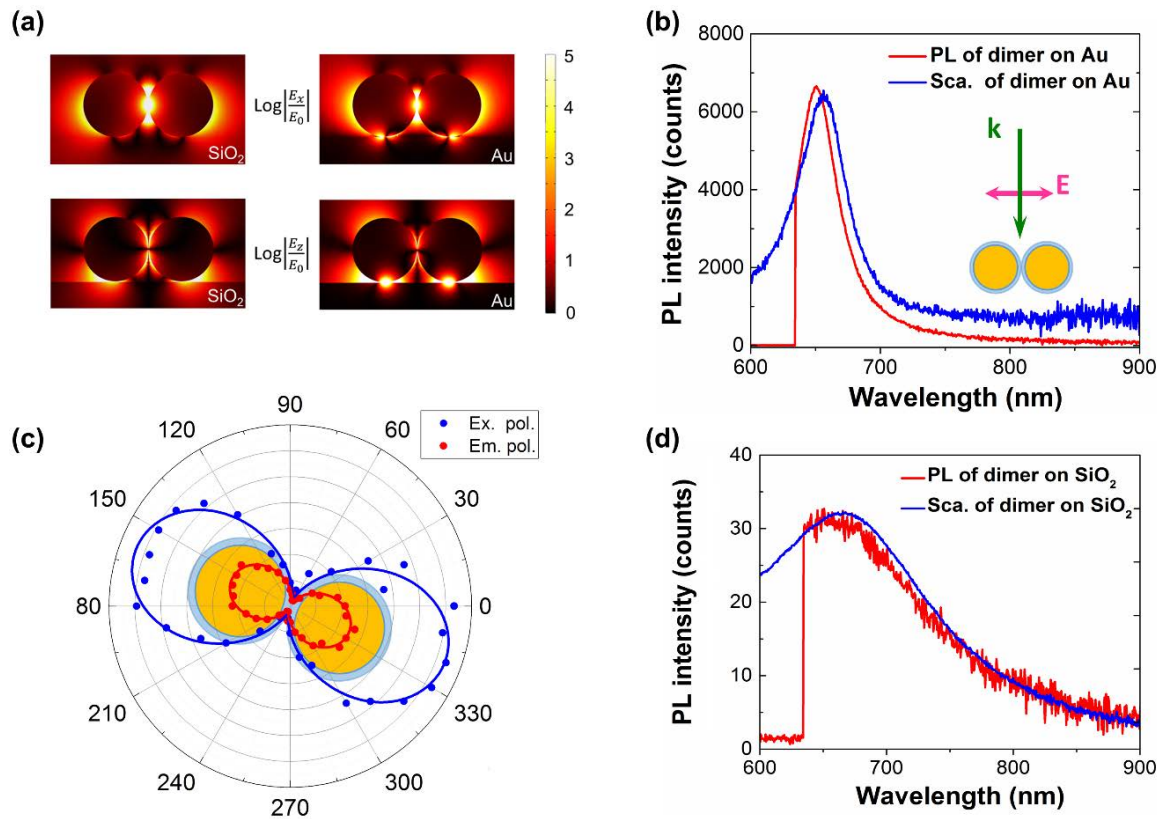 (a)
SiO2
Log|Ex/E0|
Au
SiO2
Log|Ez/E0|
Au
5
4
3
2
1
0
(b)
PL intensity (counts)
8000
6000
4000
2000
0
PL of dimer on Au
Sca. of dimer on Au
k
E
600 700 800 900
Wavelength (nm)
(c)
Ex. pol.
Em. pol.
90
60
30
0
330
300
270
240
210
80
150
120
(d)
PL intensity (counts)
40
30
20
10
0
PL of dimer on SiO2
Sca. of dimer on SiO2
600 700 800 900
Wavelength (nm)